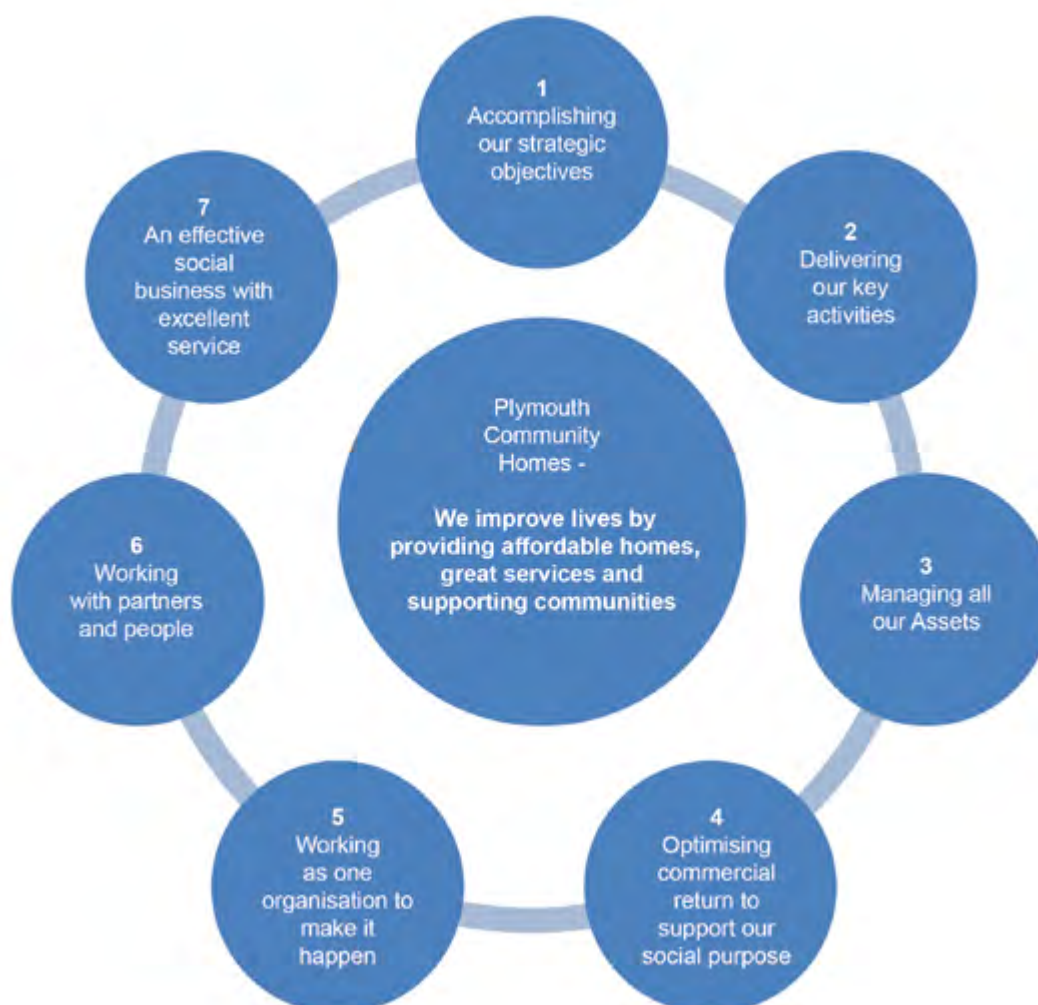 1
Accomplishing
our strategic
objectives
2
Delivering
our key
activities
3
Managing all
our Assets
4
Optimising
commercial
return to
support our
social purpose
5
Working
as one
organisation to
make it
happen
6
Working
with partners
and people
7
An effective
social
business with
excellent
service
Plymouth
Community
Homes -
We improve lives by
providing affordable homes,
great services and
supporting communities